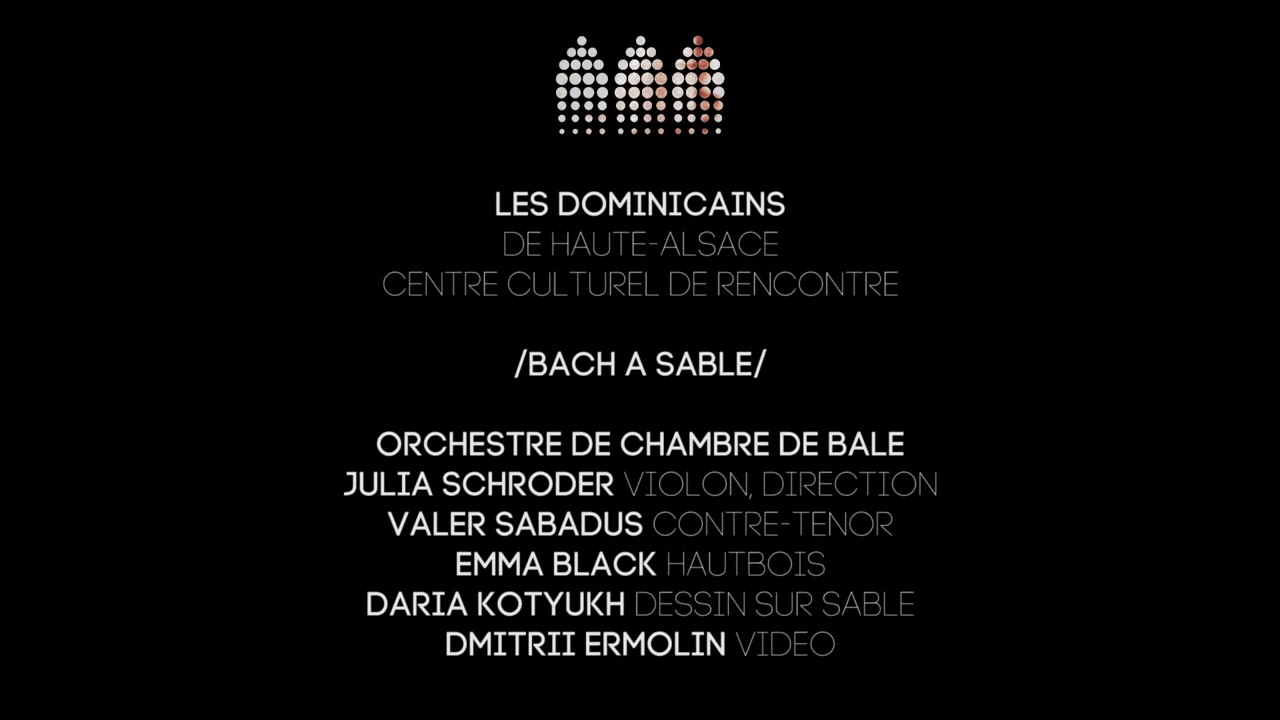 LES DOMINICAINS
DE HAUTE-ALSACE
CENTRE CULTUREL DE RENCONTRE
/BACH A SABLE/
ORCHESTRE DE CHAMBRE DE BALE
JULIA SCHRODER VIOLON, DIRECTION
VALER SABADUS CONTRE-TENOR
EMMA BLACK HAUTBOIS
DARIA KOTYUKH DESSIN SUR SABLE
DMITRII ERMOLIN VIDEO